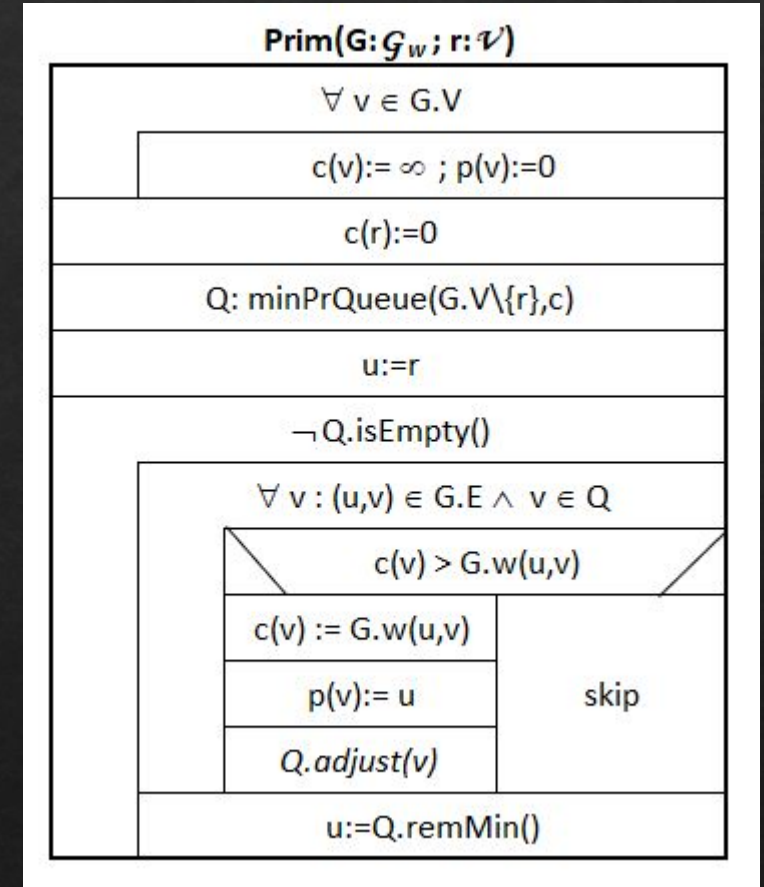 Prim(G:𝒢w ; r:𝒱)
∀ v ∈ G.V
c(v):= ∞ ; p(v):=0
c(r):=0
Q: minPrQueue(G.V\{r},c)
u:=r
¬ Q.isEmpty()
∀ v : (u,v) ∈ G.E ∧ v ∈ Q
c(v) > G.w(u,v)
c(v) := G.w(u,v)
p(v):= u
skip
Q.adjust(v)
u:=Q.remMin()